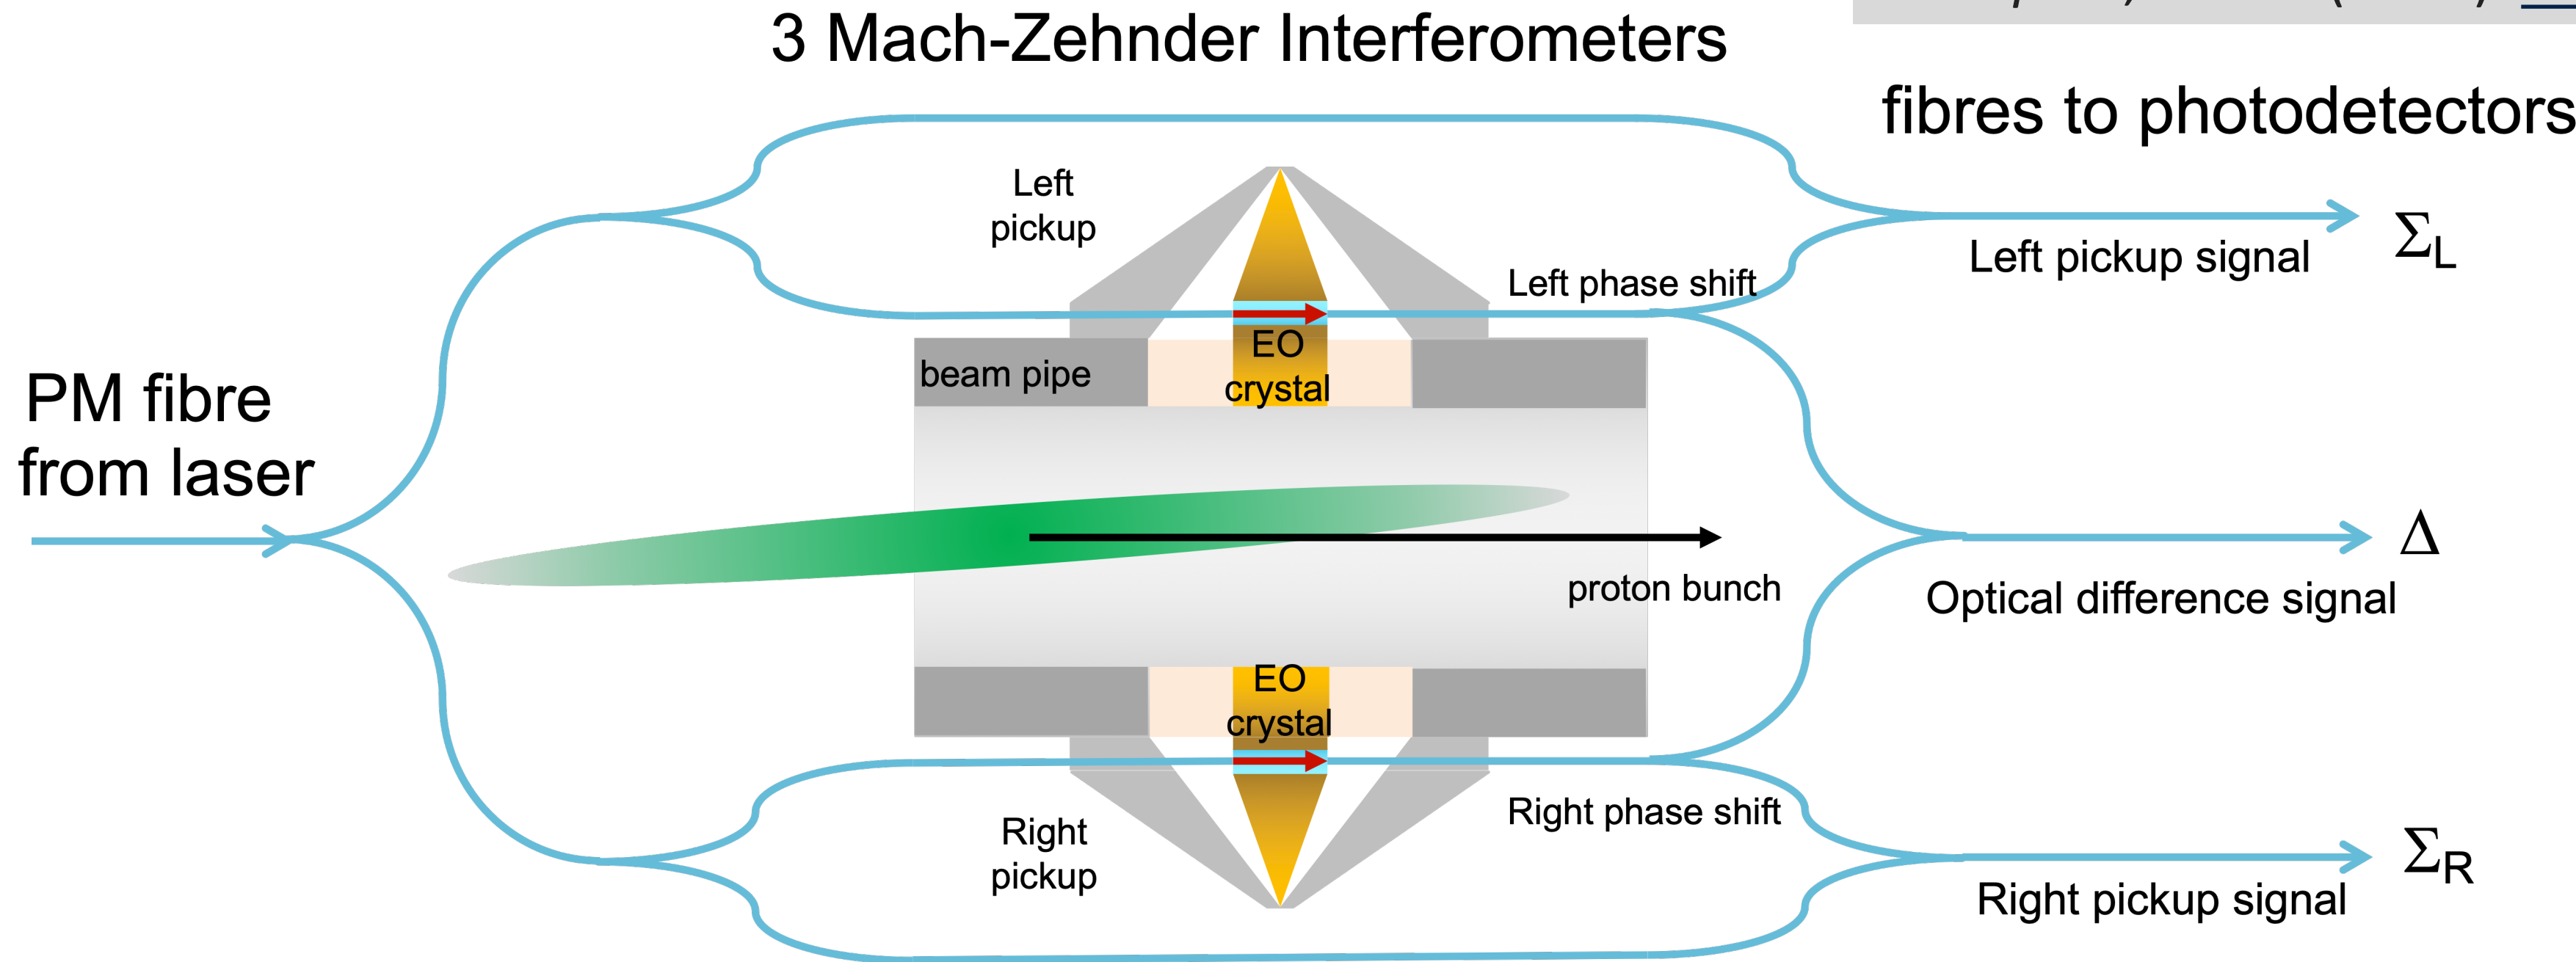 3 Mach-Zehnder Interferometers
fibres to photodetectors
Left
pickup
Left phase shift
Left pickup signal
ΣL
EO
crystal
beam pipe
PM fibre
from laser
proton bunch
Δ
Optical difference signal
EO
crystal
Right
pickup
Right phase shift
Right pickup signal
ΣR